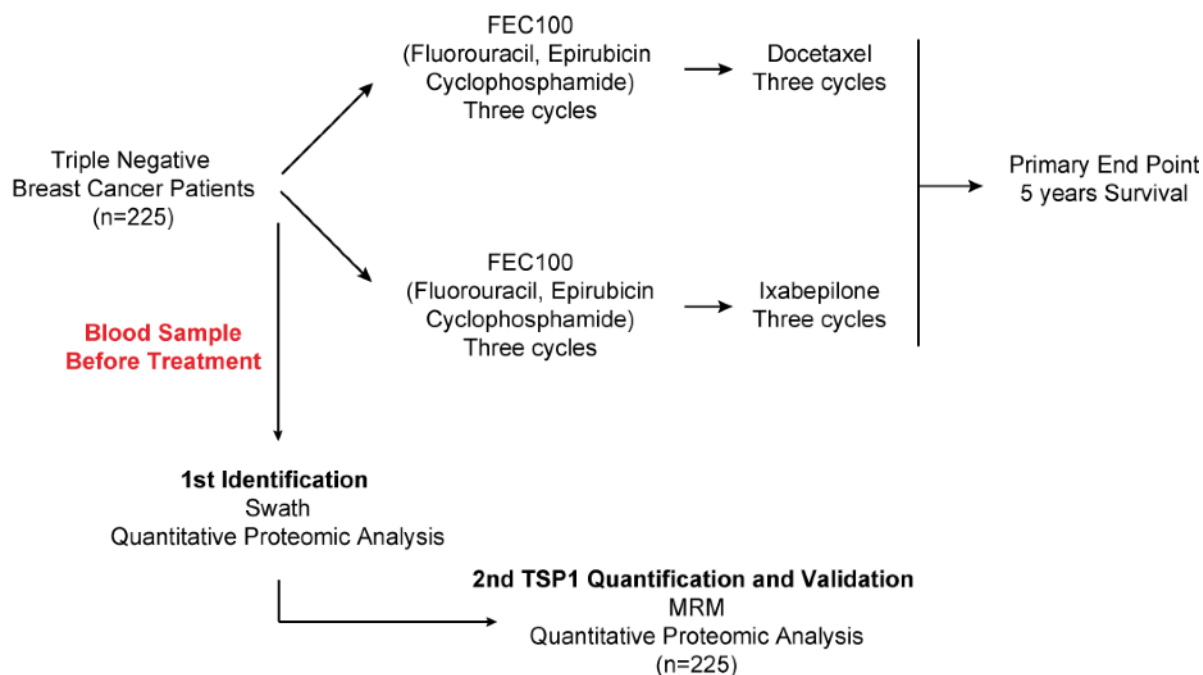 Triple Negative
Breast Cancer Patients
(n=225)
FEC100
(Fluorouracil, Epirubicin
Cyclophosphamide)
Three cycles
Docetaxel
Three cycles
FEC100
(Fluorouracil, Epirubicin
Cyclophosphamide)
Three cycles
Ixabepilone
Three cycles
Primary End Point
5 years Survival
Blood Sample
Before Treatment
1st Identification
Swath
Quantitative Proteomic Analysis
2nd TSP1 Quantification and Validation
MRM
Quantitative Proteomic Analysis
(n=225)